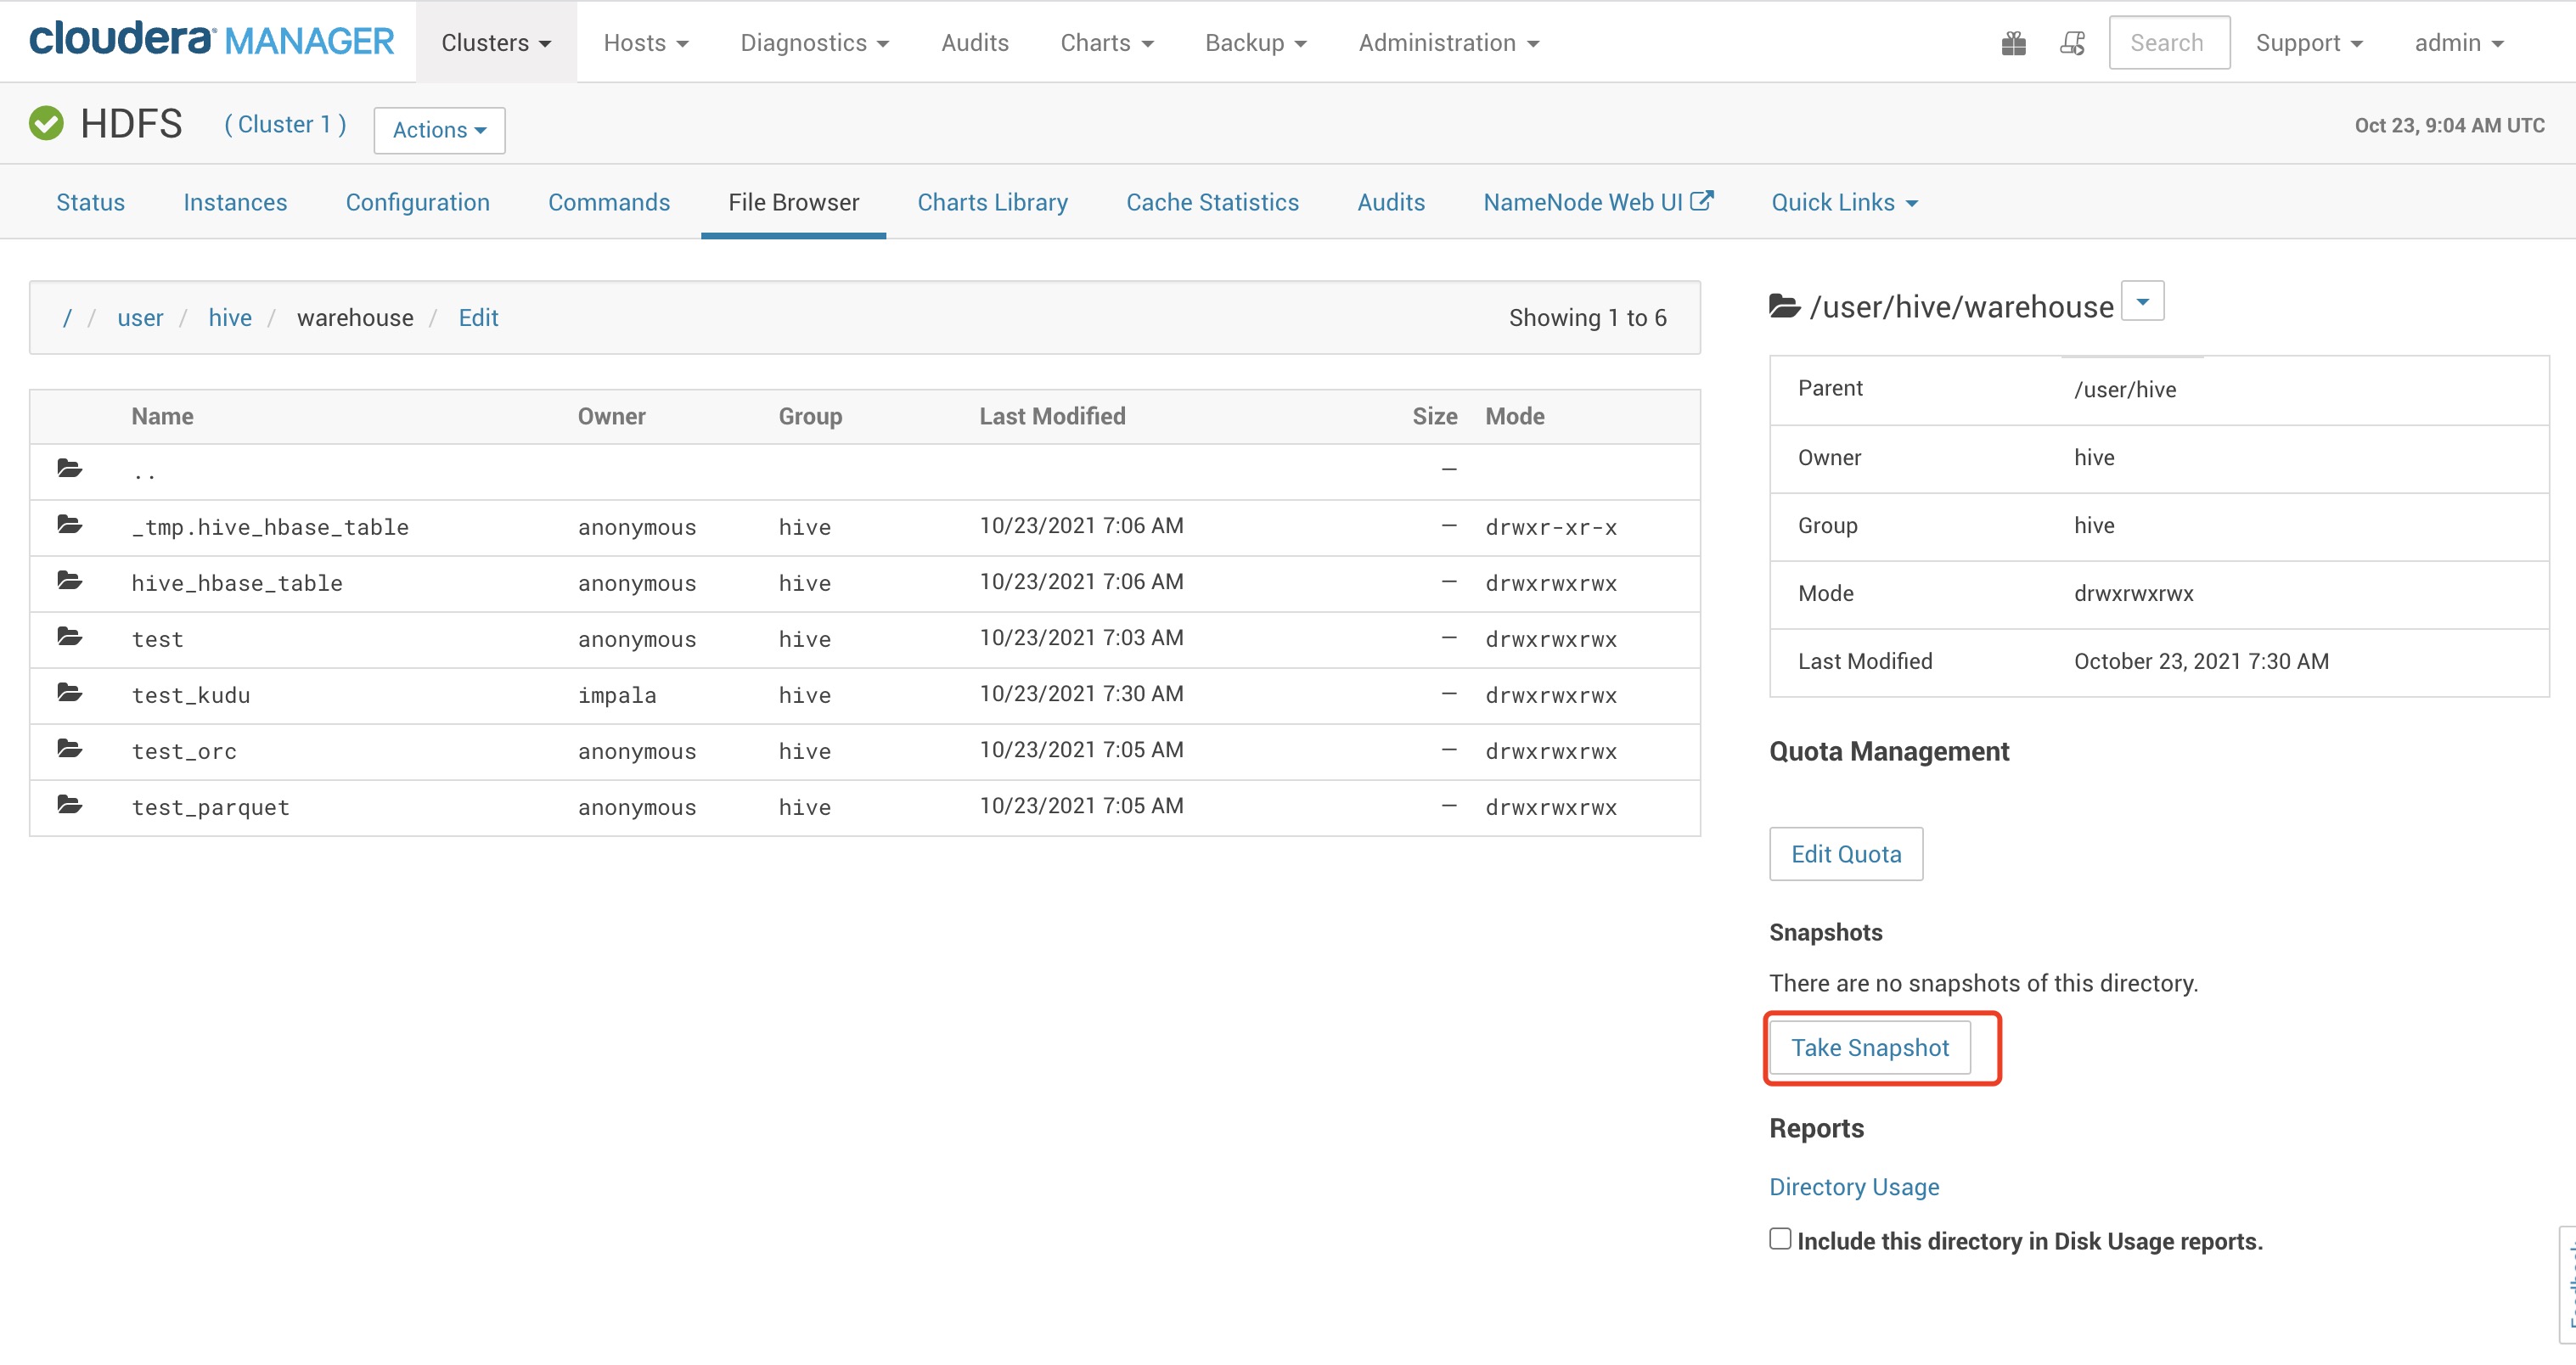 cloudera MANAGER Clusters Hosts Diagnostics Audits Charts Backup Administration Search Support admin
HDFS ( Cluster 1 ) Actions Oct 23, 9:04 AM UTC
Status Instances Configuration Commands File Browser Charts Library Cache Statistics Audits NameNode Web UI Quick Links
/ / user / hive / warehouse / Edit Showing 1 to 6
Name Owner Group Last Modified Size Mode
.. –
_tmp.hive_hbase_table anonymous hive 10/23/2021 7:06 AM – drwxr-xr-x
hive_hbase_table anonymous hive 10/23/2021 7:06 AM – drwxrwxrwx
test anonymous hive 10/23/2021 7:03 AM – drwxrwxrwx
test_kudu impala hive 10/23/2021 7:30 AM – drwxrwxrwx
test_orc anonymous hive 10/23/2021 7:05 AM – drwxrwxrwx
test_parquet anonymous hive 10/23/2021 7:05 AM – drwxrwxrwx
/user/hive/warehouse
Parent /user/hive
Owner hive
Group hive
Mode drwxrwxrwx
Last Modified October 23, 2021 7:30 AM
Quota Management
Edit Quota
Snapshots
There are no snapshots of this directory.
Take Snapshot
Reports
Directory Usage
Include this directory in Disk Usage reports.